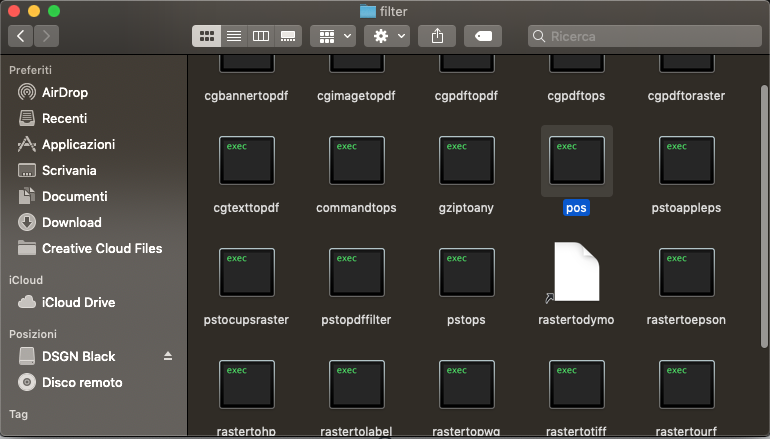 filter
Ricerca
Preferiti
AirDrop
Recenti
Applicazioni
Scrivania
Documenti
Download
Creative Cloud Files
iCloud
iCloud Drive
Posizioni
DSGN Black
Disco remoto
Tag
cgbannertopdf cgimagetopdf cgpdftopdf cgpdftops cgpdftoraster
exec exec exec exec exec
cgtexttopdf commandtops gziptoany pos pstoappleps
exec exec exec exec
pstocupsraster pstopdffilter pstops rastertodymo rastertoepson
exec exec exec exec exec
rastertohp rastertolabel rastertopwg rastertotiff rastertourf